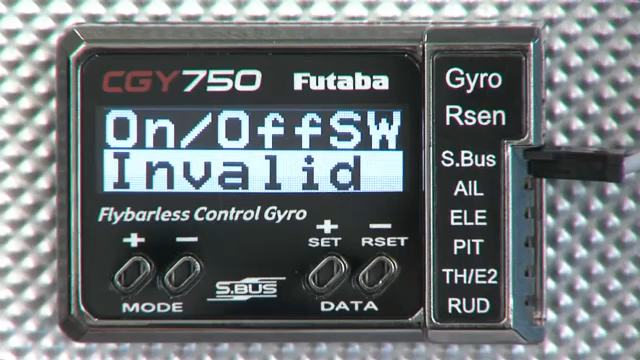 CGY750 Futaba
On/OffSW
Invalid
Flybarless Control Gyro
+ - + -
SET RSET
MODE S.BUS DATA
Gyro
Rsen
S.Bus
AIL
ELE
PIT
TH/E2
RUD